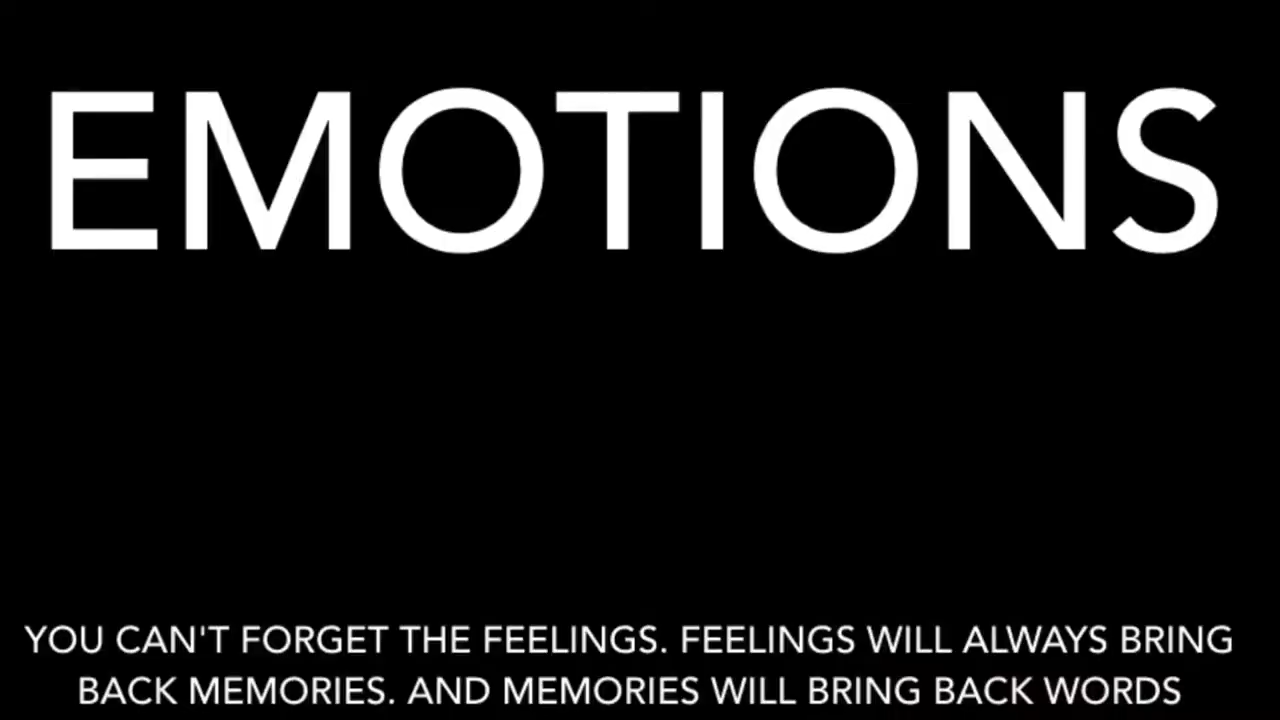 EMOTIONS
YOU CAN'T FORGET THE FEELINGS. FEELINGS WILL ALWAYS BRING
BACK MEMORIES. AND MEMORIES WILL BRING BACK WORDS